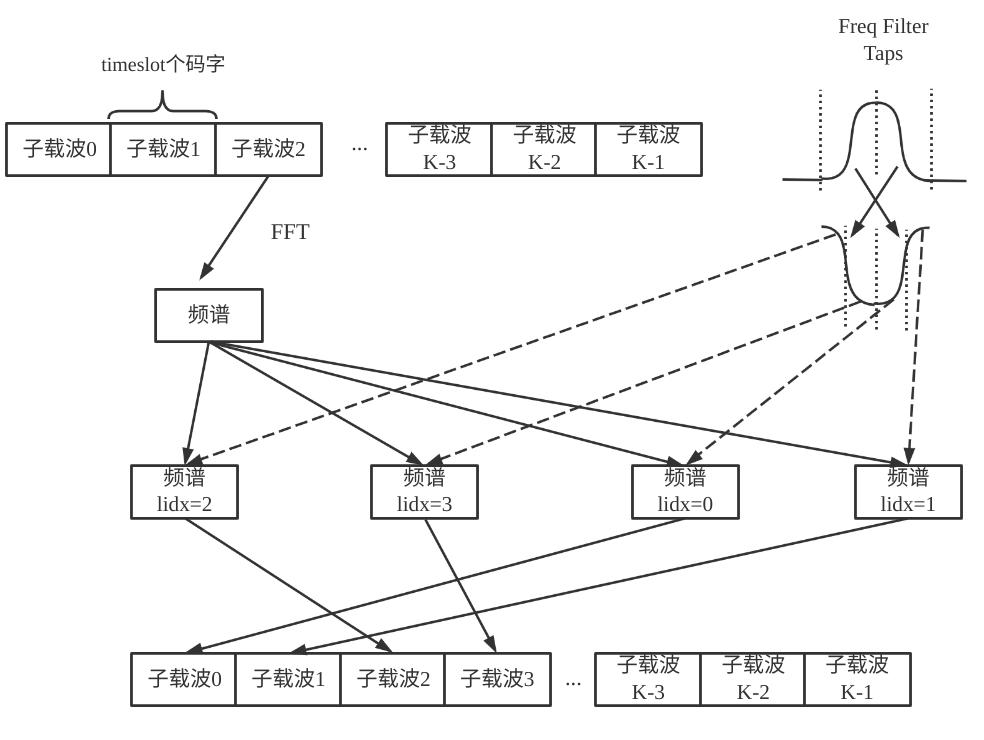 Freq Filter
Taps
timeslot个码字
子载波0
子载波1
子载波2
...
子载波
K-3
子载波
K-2
子载波
K-1
FFT
频谱
频谱
lidx=2
频谱
lidx=3
频谱
lidx=0
频谱
lidx=1
子载波0
子载波1
子载波2
子载波3
...
子载波
K-3
子载波
K-2
子载波
K-1